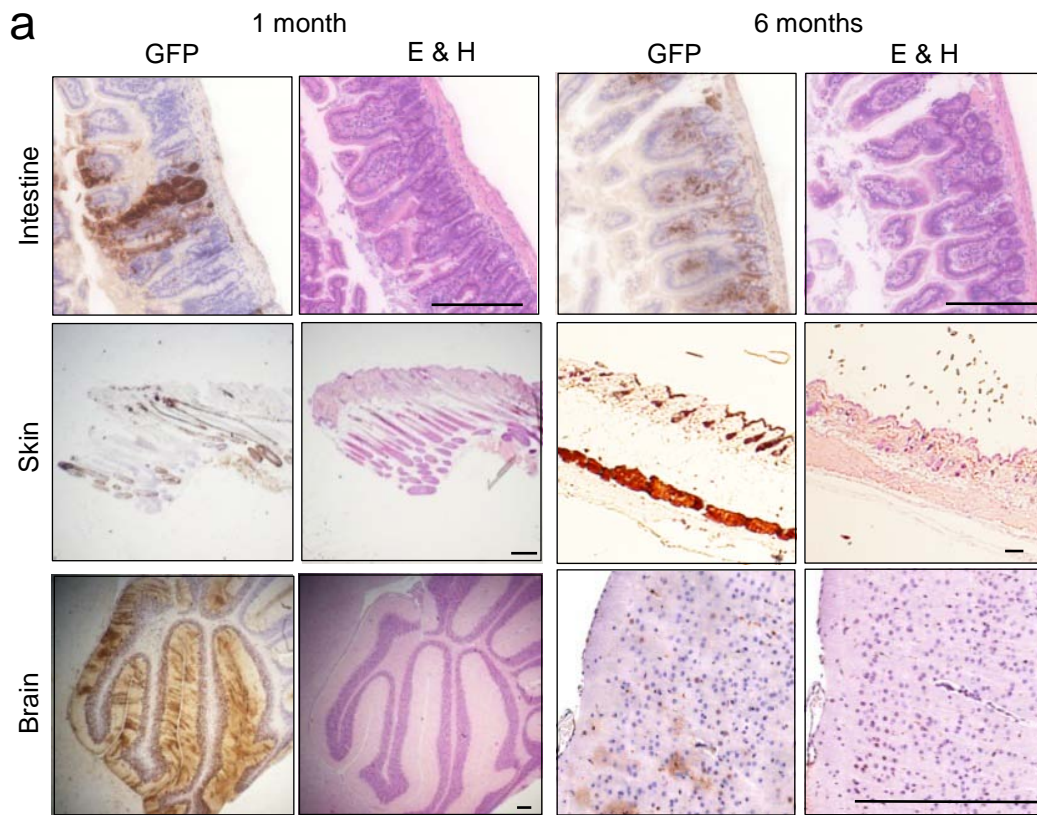 a
1 month 6 months
GFP E & H GFP E & H
Intestine
Skin
Brain